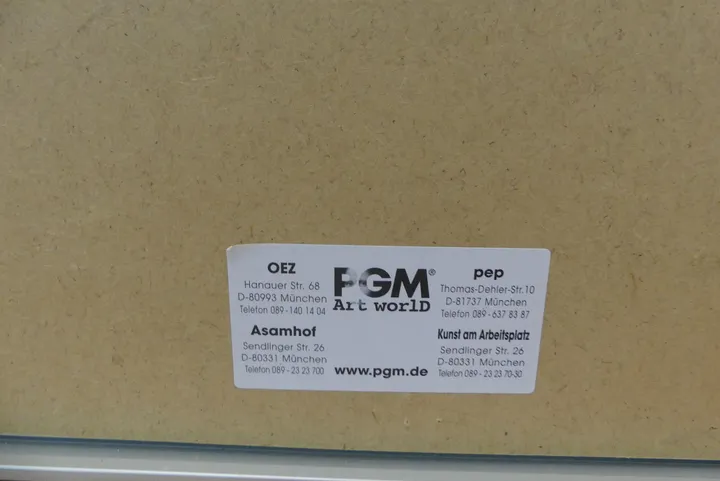 OEZ
Hanauer Str. 68
D-80993 München
Telefon 089 - 140 14 04
Asamhof
Sendlinger Str. 26
D-80331 München
Telefon 089 - 23 23 700
PGM®
Art worlD
www.pgm.de
pep
Thomas-Dehler-Str.10
D-81737 München
Telefon 089 - 637 83 87
Kunst am Arbeitsplatz
Sendlinger Str. 26
D-80331 München
Telefon 089 - 23 23 70-30